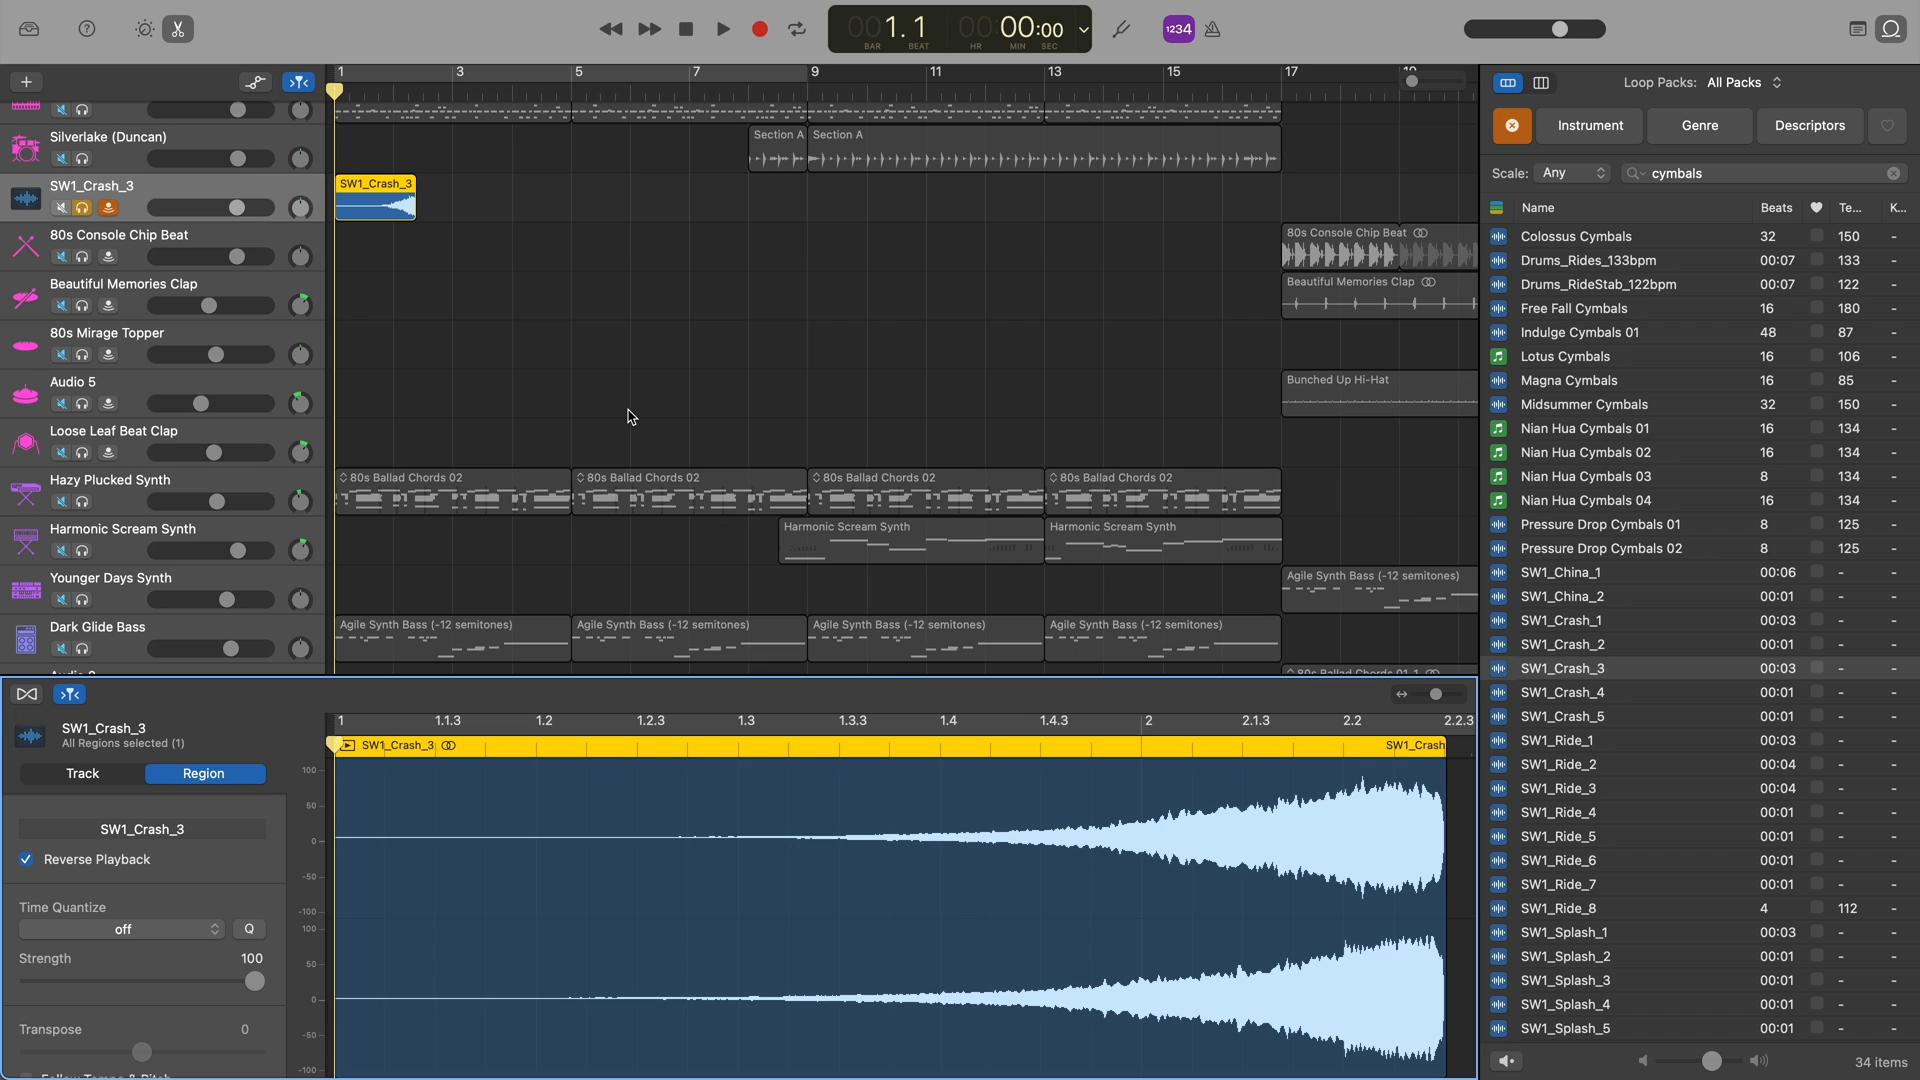 00 1.1 00 00:00
BAR BEAT HR MIN SEC
1234
1 3 5 7 9 11 13 15 17
Loop Packs: All Packs
Instrument Genre Descriptors
Scale: Any cymbals
Name Beats Te... K...
Silverlake (Duncan)
Section A Section A
SW1_Crash_3
SW1_Crash_3
80s Console Chip Beat
80s Console Chip Beat
Beautiful Memories Clap
Beautiful Memories Clap
80s Mirage Topper
Audio 5
Bunched Up Hi-Hat
Loose Leaf Beat Clap
Hazy Plucked Synth
80s Ballad Chords 02 80s Ballad Chords 02 80s Ballad Chords 02 80s Ballad Chords 02
Harmonic Scream Synth
Harmonic Scream Synth Harmonic Scream Synth
Younger Days Synth
Agile Synth Bass (-12 semitones)
Dark Glide Bass
Agile Synth Bass (-12 semitones) Agile Synth Bass (-12 semitones) Agile Synth Bass (-12 semitones) Agile Synth Bass (-12 semitones)
Colossus Cymbals 32 150 -
Drums_Rides_133bpm 00:07 133 -
Drums_RideStab_122bpm 00:07 122 -
Free Fall Cymbals 16 180 -
Indulge Cymbals 01 48 87 -
Lotus Cymbals 16 106 -
Magna Cymbals 16 85 -
Midsummer Cymbals 32 150 -
Nian Hua Cymbals 01 16 134 -
Nian Hua Cymbals 02 16 134 -
Nian Hua Cymbals 03 8 134 -
Nian Hua Cymbals 04 16 134 -
Pressure Drop Cymbals 01 8 125 -
Pressure Drop Cymbals 02 8 125 -
SW1_China_1 00:06 - -
SW1_China_2 00:01 - -
SW1_Crash_1 00:03 - -
SW1_Crash_2 00:01 - -
SW1_Crash_3 00:03 - -
SW1_Crash_4 00:01 - -
SW1_Crash_5 00:01 - -
SW1_Ride_1 00:03 - -
SW1_Ride_2 00:04 - -
SW1_Ride_3 00:04 - -
SW1_Ride_4 00:01 - -
SW1_Ride_5 00:01 - -
SW1_Ride_6 00:01 - -
SW1_Ride_7 00:01 - -
SW1_Ride_8 4 112 -
SW1_Splash_1 00:03 - -
SW1_Splash_2 00:01 - -
SW1_Splash_3 00:01 - -
SW1_Splash_4 00:01 - -
SW1_Splash_5 00:01 - -
34 items
1 1.1.3 1.2 1.2.3 1.3 1.3.3 1.4 1.4.3 2 2.1.3 2.2 2.2.3
SW1_Crash_3
All Regions selected (1)
SW1_Crash_3 SW1_Crash
Track Region
SW1_Crash_3
Reverse Playback
Time Quantize
off Q
Strength 100
Transpose 0
100
50
0
-50
-100
100
50
0
-50
-100